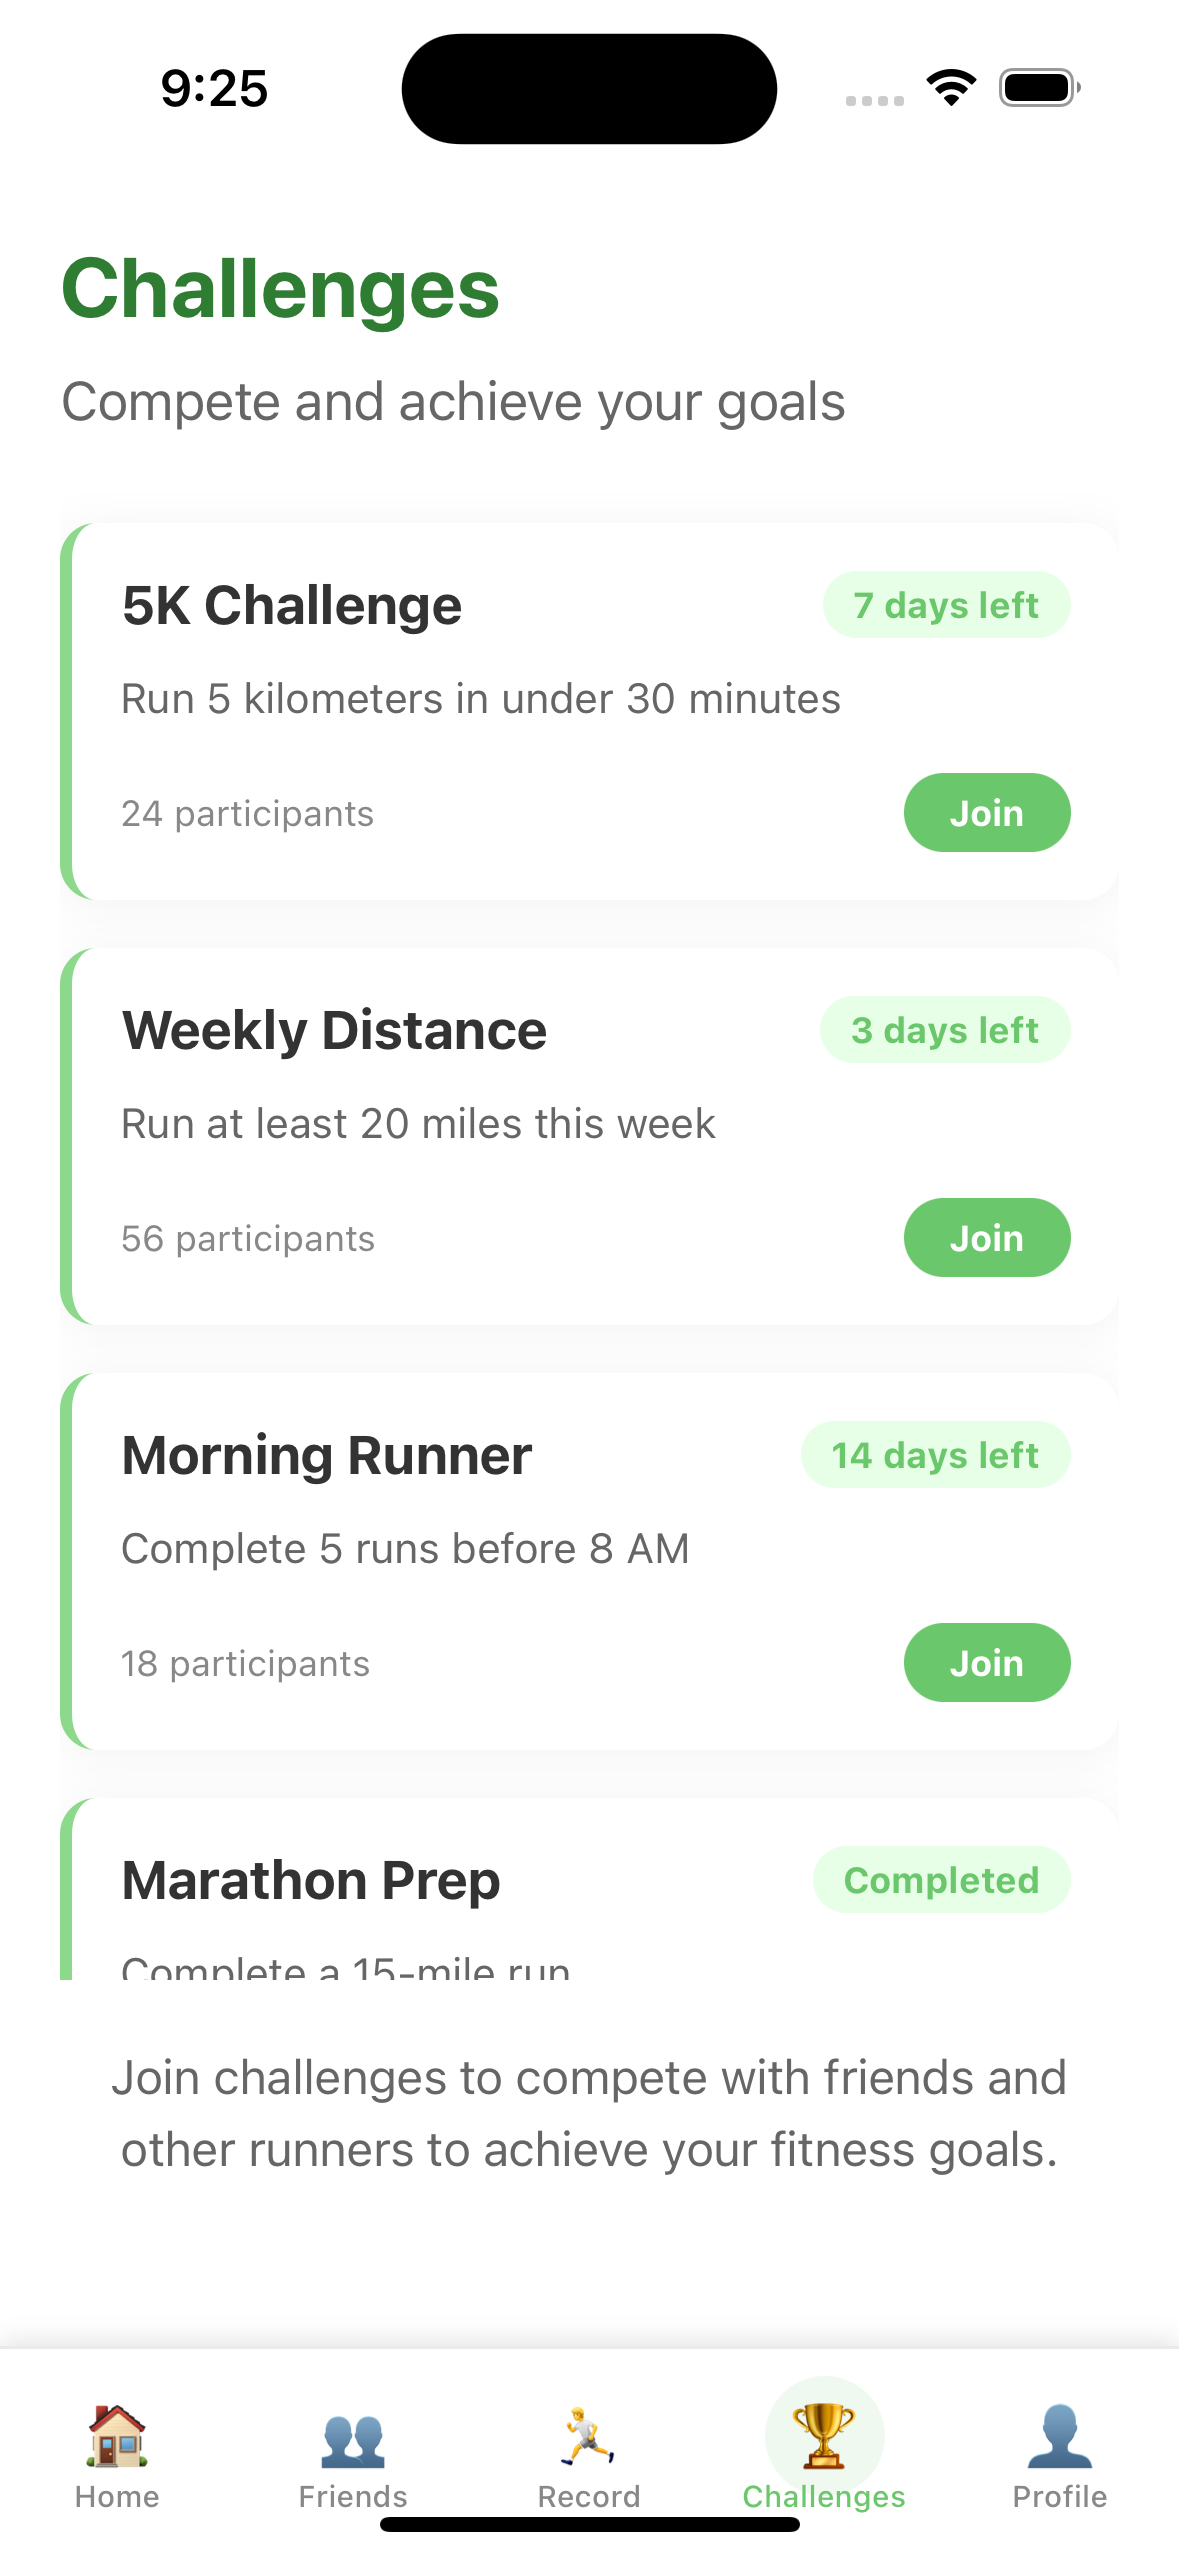 9:25
Challenges
Compete and achieve your goals
5K Challenge
7 days left
Run 5 kilometers in under 30 minutes
24 participants
Join
Weekly Distance
3 days left
Run at least 20 miles this week
56 participants
Join
Morning Runner
14 days left
Complete 5 runs before 8 AM
18 participants
Join
Marathon Prep
Completed
Complete a 15-mile run
Join challenges to compete with friends and
other runners to achieve your fitness goals.
Home
Friends
Record
Challenges
Profile